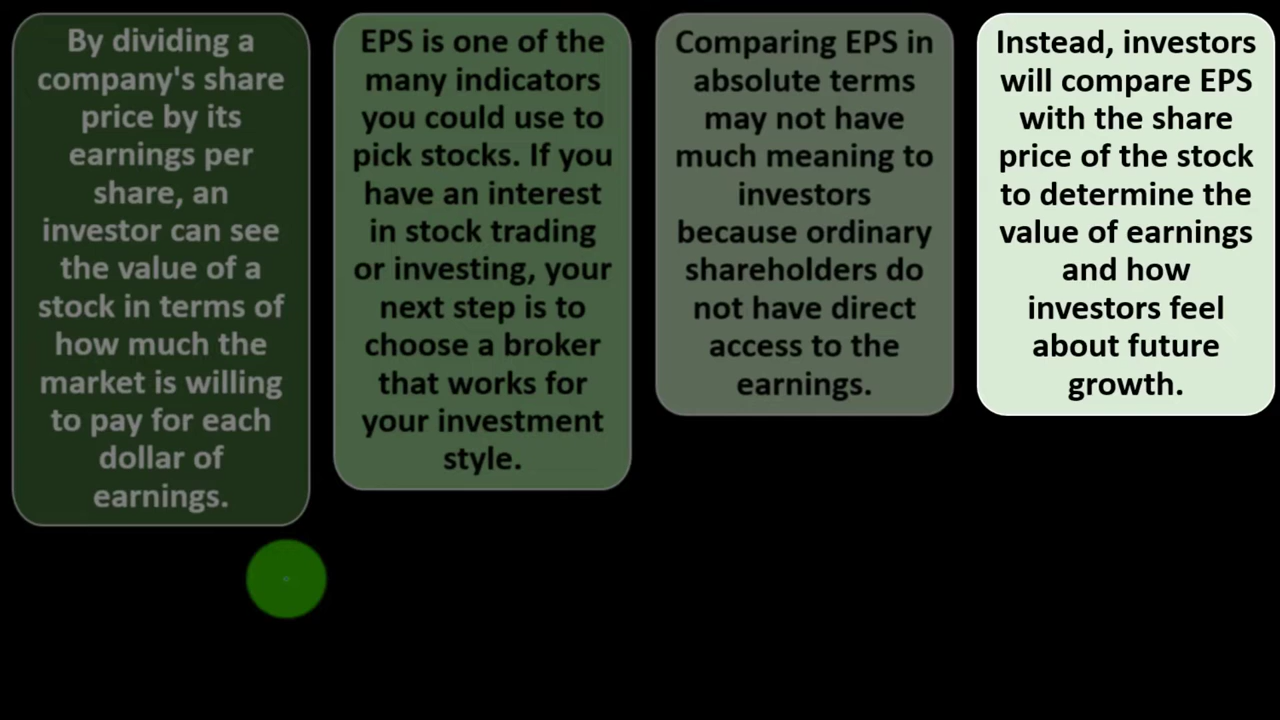 By dividing a
company's share
price by its
earnings per
share, an
investor can see
the value of a
stock in terms of
how much the
market is willing
to pay for each
dollar of
earnings.
EPS is one of the
many indicators
you could use to
pick stocks. If you
have an interest
in stock trading
or investing, your
next step is to
choose a broker
that works for
your investment
style.
Comparing EPS in
absolute terms
may not have
much meaning to
investors
because ordinary
shareholders do
not have direct
access to the
earnings.
Instead, investors
will compare EPS
with the share
price of the stock
to determine the
value of earnings
and how
investors feel
about future
growth.